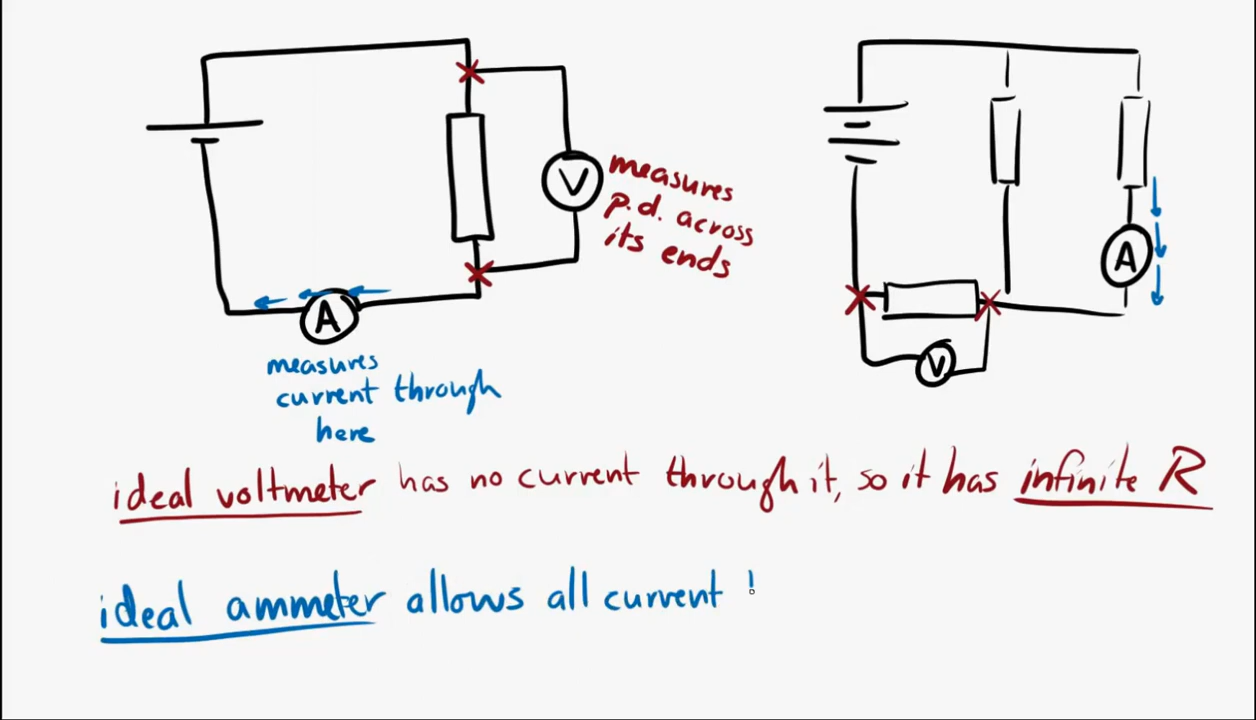 V
measures
p.d. across
its ends
A
measures
current through
here
A
V
ideal voltmeter has no current through it, so it has infinite R
ideal ammeter allows all current